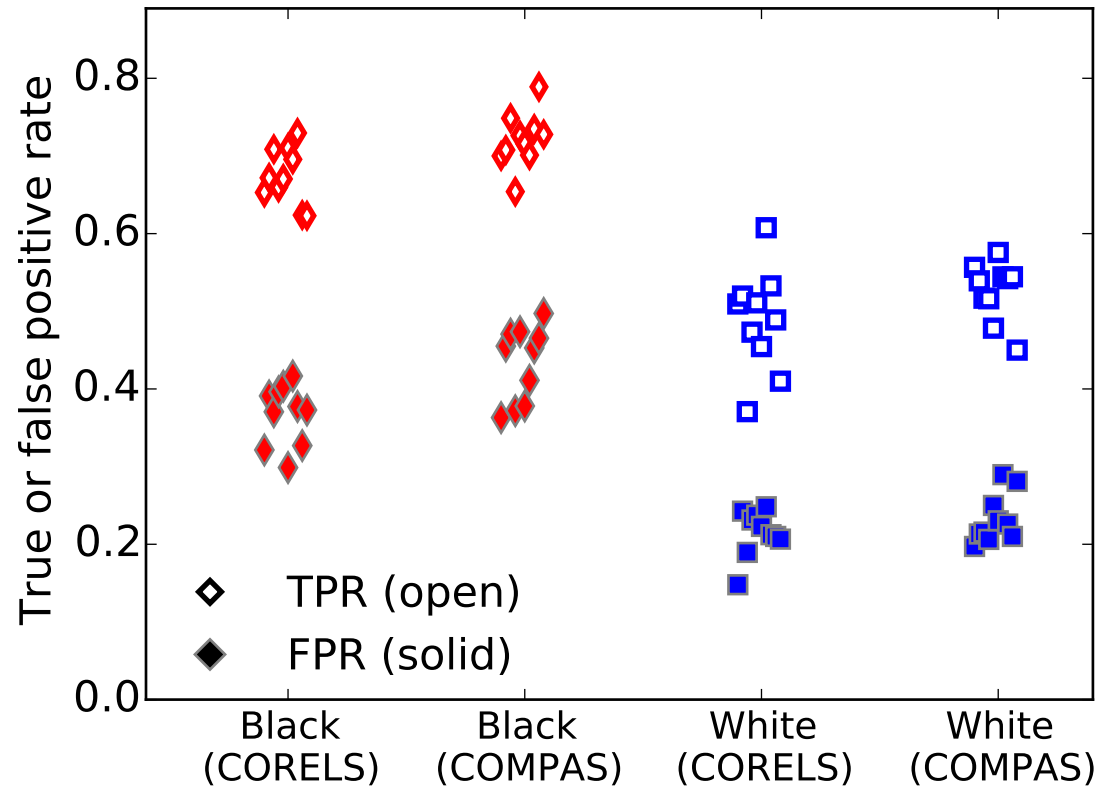 True or false positive rate
0.8
0.6
0.4
0.2
0.0
TPR (open)
FPR (solid)
Black
(CORELS)
Black
(COMPAS)
White
(CORELS)
White
(COMPAS)